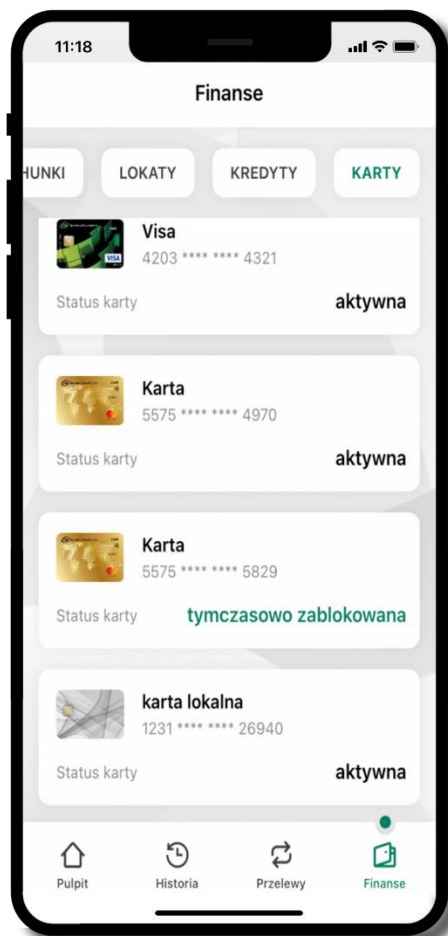 11:18
Finanse
HUNKI LOKATY KREDYTY KARTY
Visa
4203 **** **** 4321
VISA
Status karty aktywna
Karta
5575 **** **** 4970
Status karty aktywna
Karta
5575 **** **** 5829
Status karty tymczasowo zablokowana
karta lokalna
1231 **** **** 26940
Status karty aktywna
Pulpit Historia Przelewy Finanse